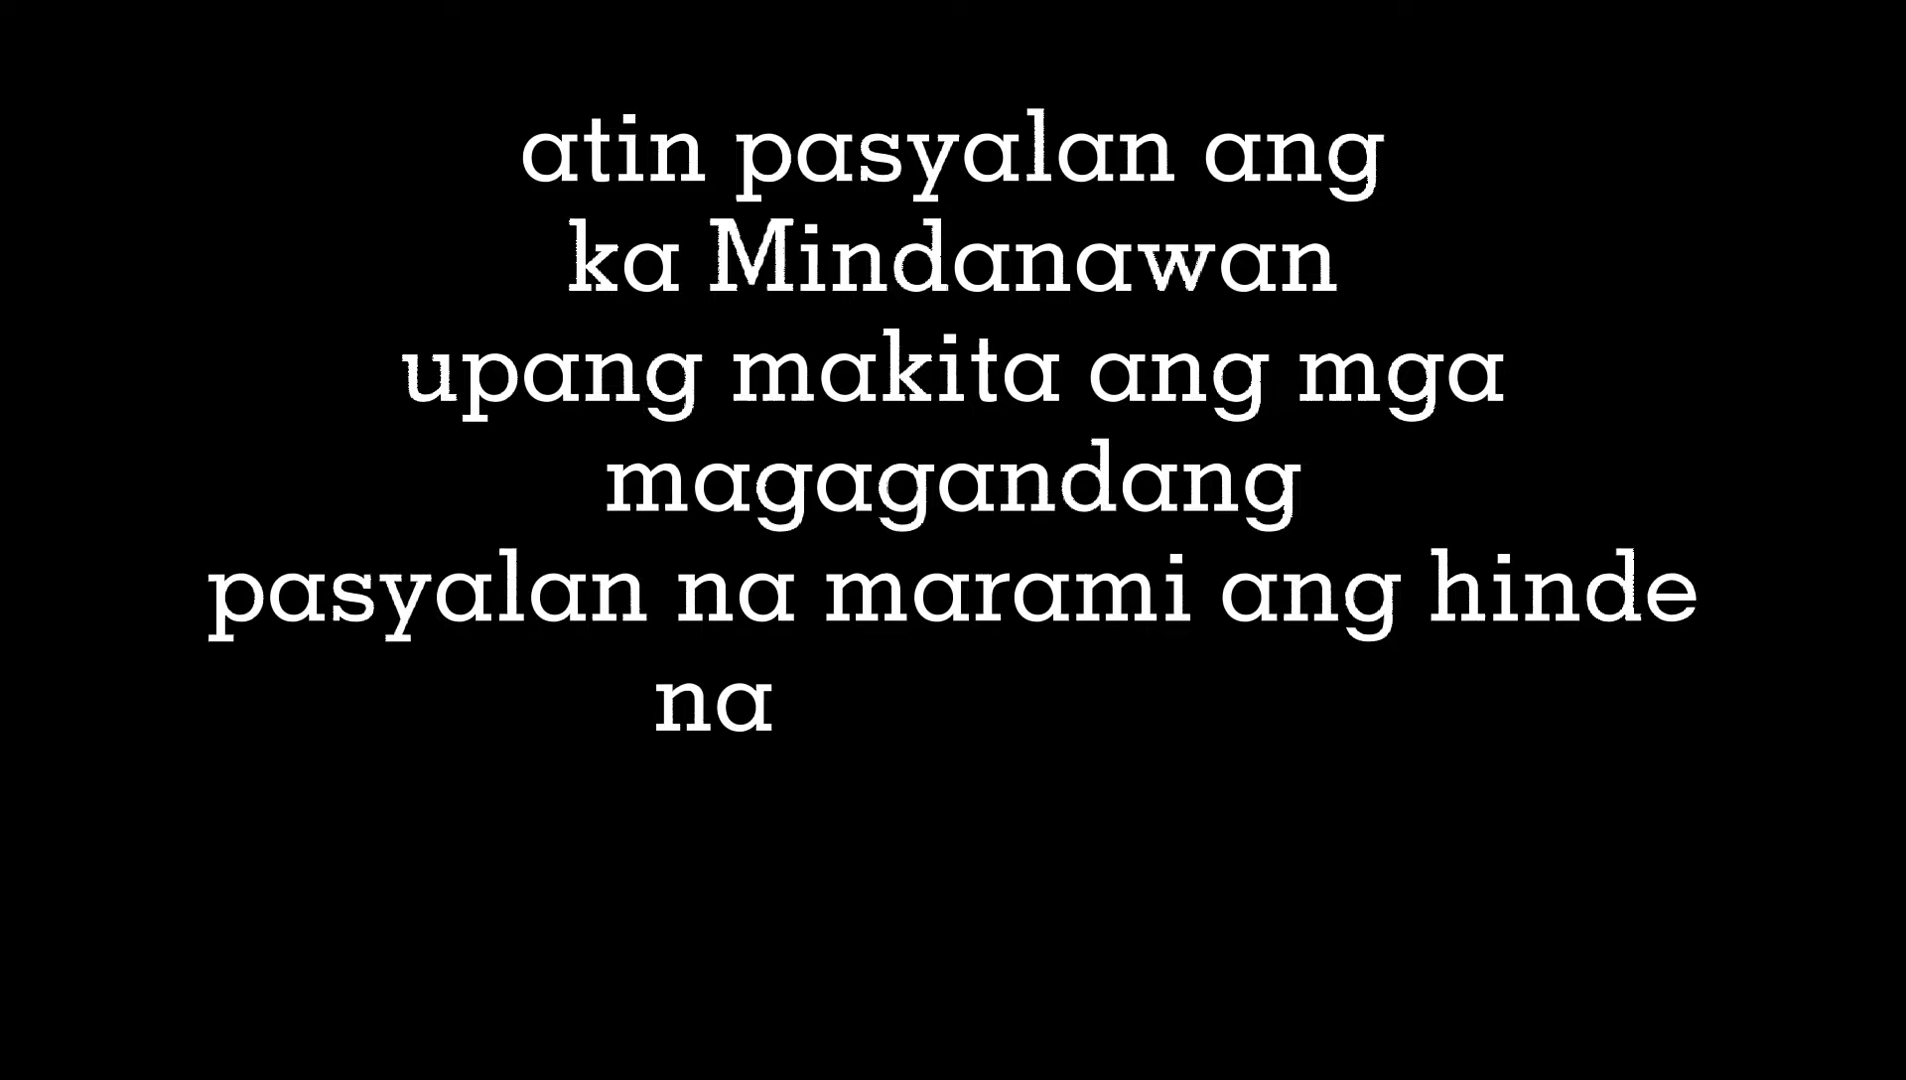 atin pasyalan ang
ka Mindanawan
upang makita ang mga
magagandang
pasyalan na marami ang hinde
na